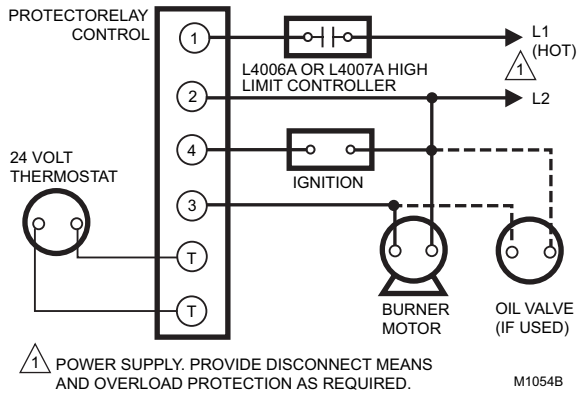 PROTECTORELAY
CONTROL
1
L1
(HOT)
1
L4006A OR L4007A HIGH
LIMIT CONTROLLER
2
L2
4
IGNITION
24 VOLT
THERMOSTAT
3
T
T
BURNER
MOTOR
OIL VALVE
(IF USED)
1
POWER SUPPLY. PROVIDE DISCONNECT MEANS
AND OVERLOAD PROTECTION AS REQUIRED.
M1054B